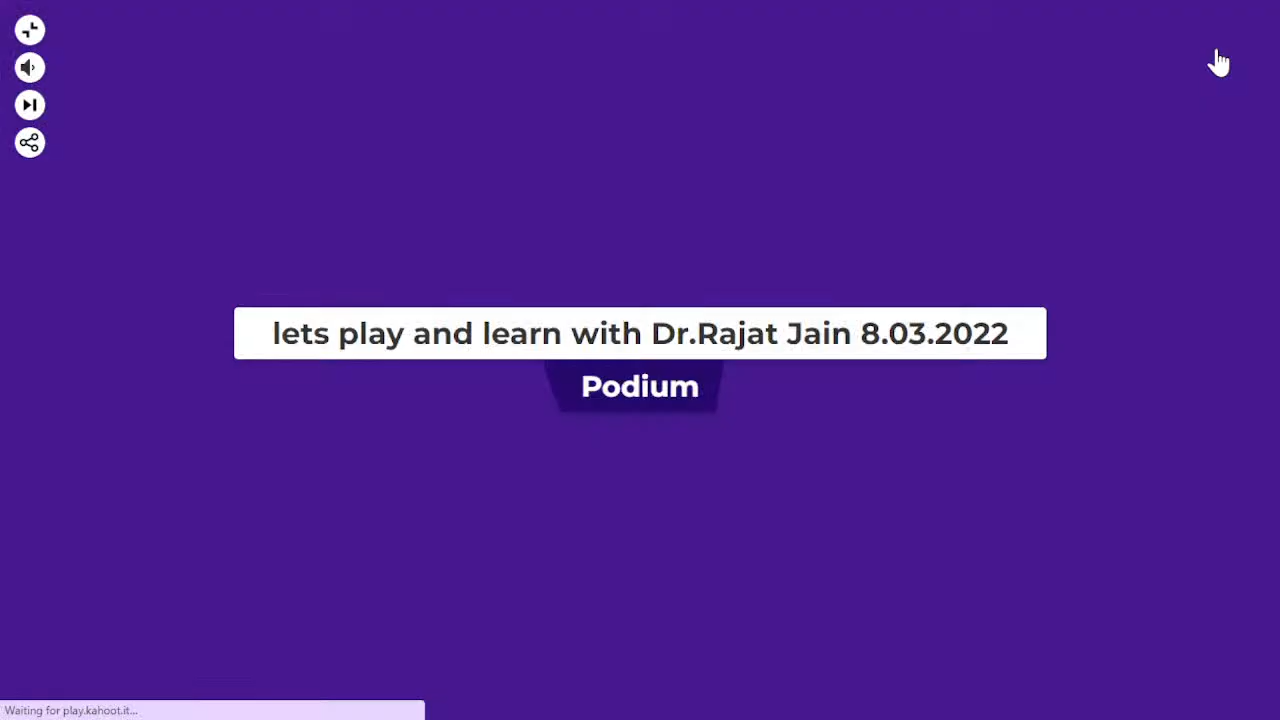 lets play and learn with Dr.Rajat Jain 8.03.2022
Podium
Waiting for play.kahoot.it...